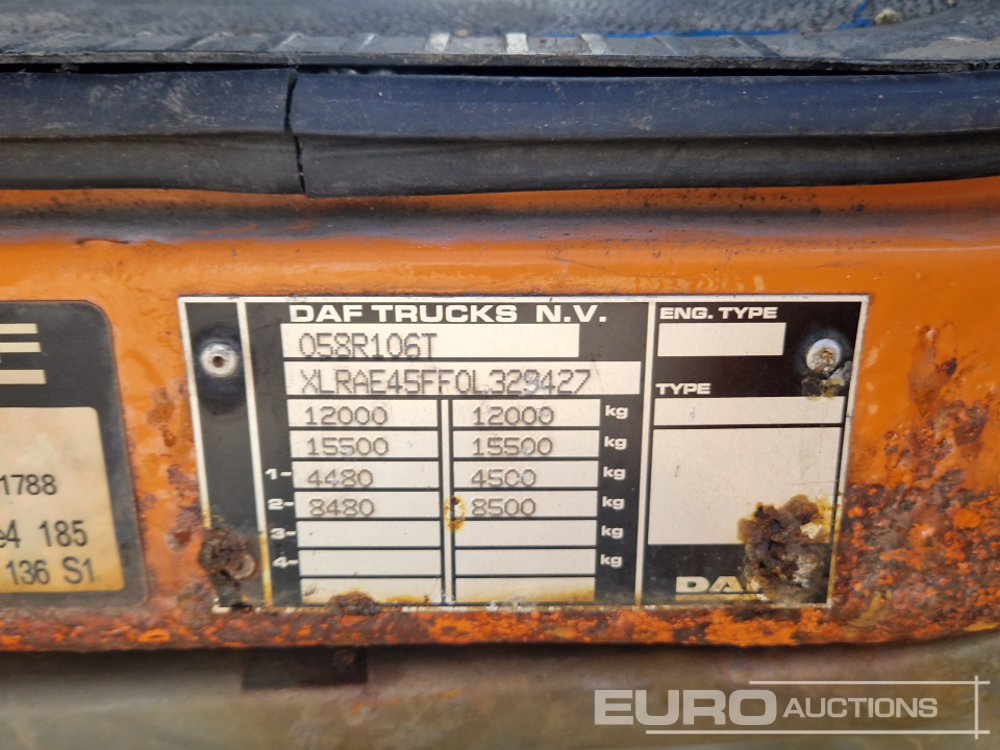 DAF TRUCKS N.V.
058R106T
XLRAE45FF0L329427
12000 12000 kg
15500 15500 kg
1- 4480 4500 kg
2- 8480 8500 kg
3- kg
4- kg
ENG. TYPE
TYPE
1788
e4 185
136 S1
EURO AUCTIONS